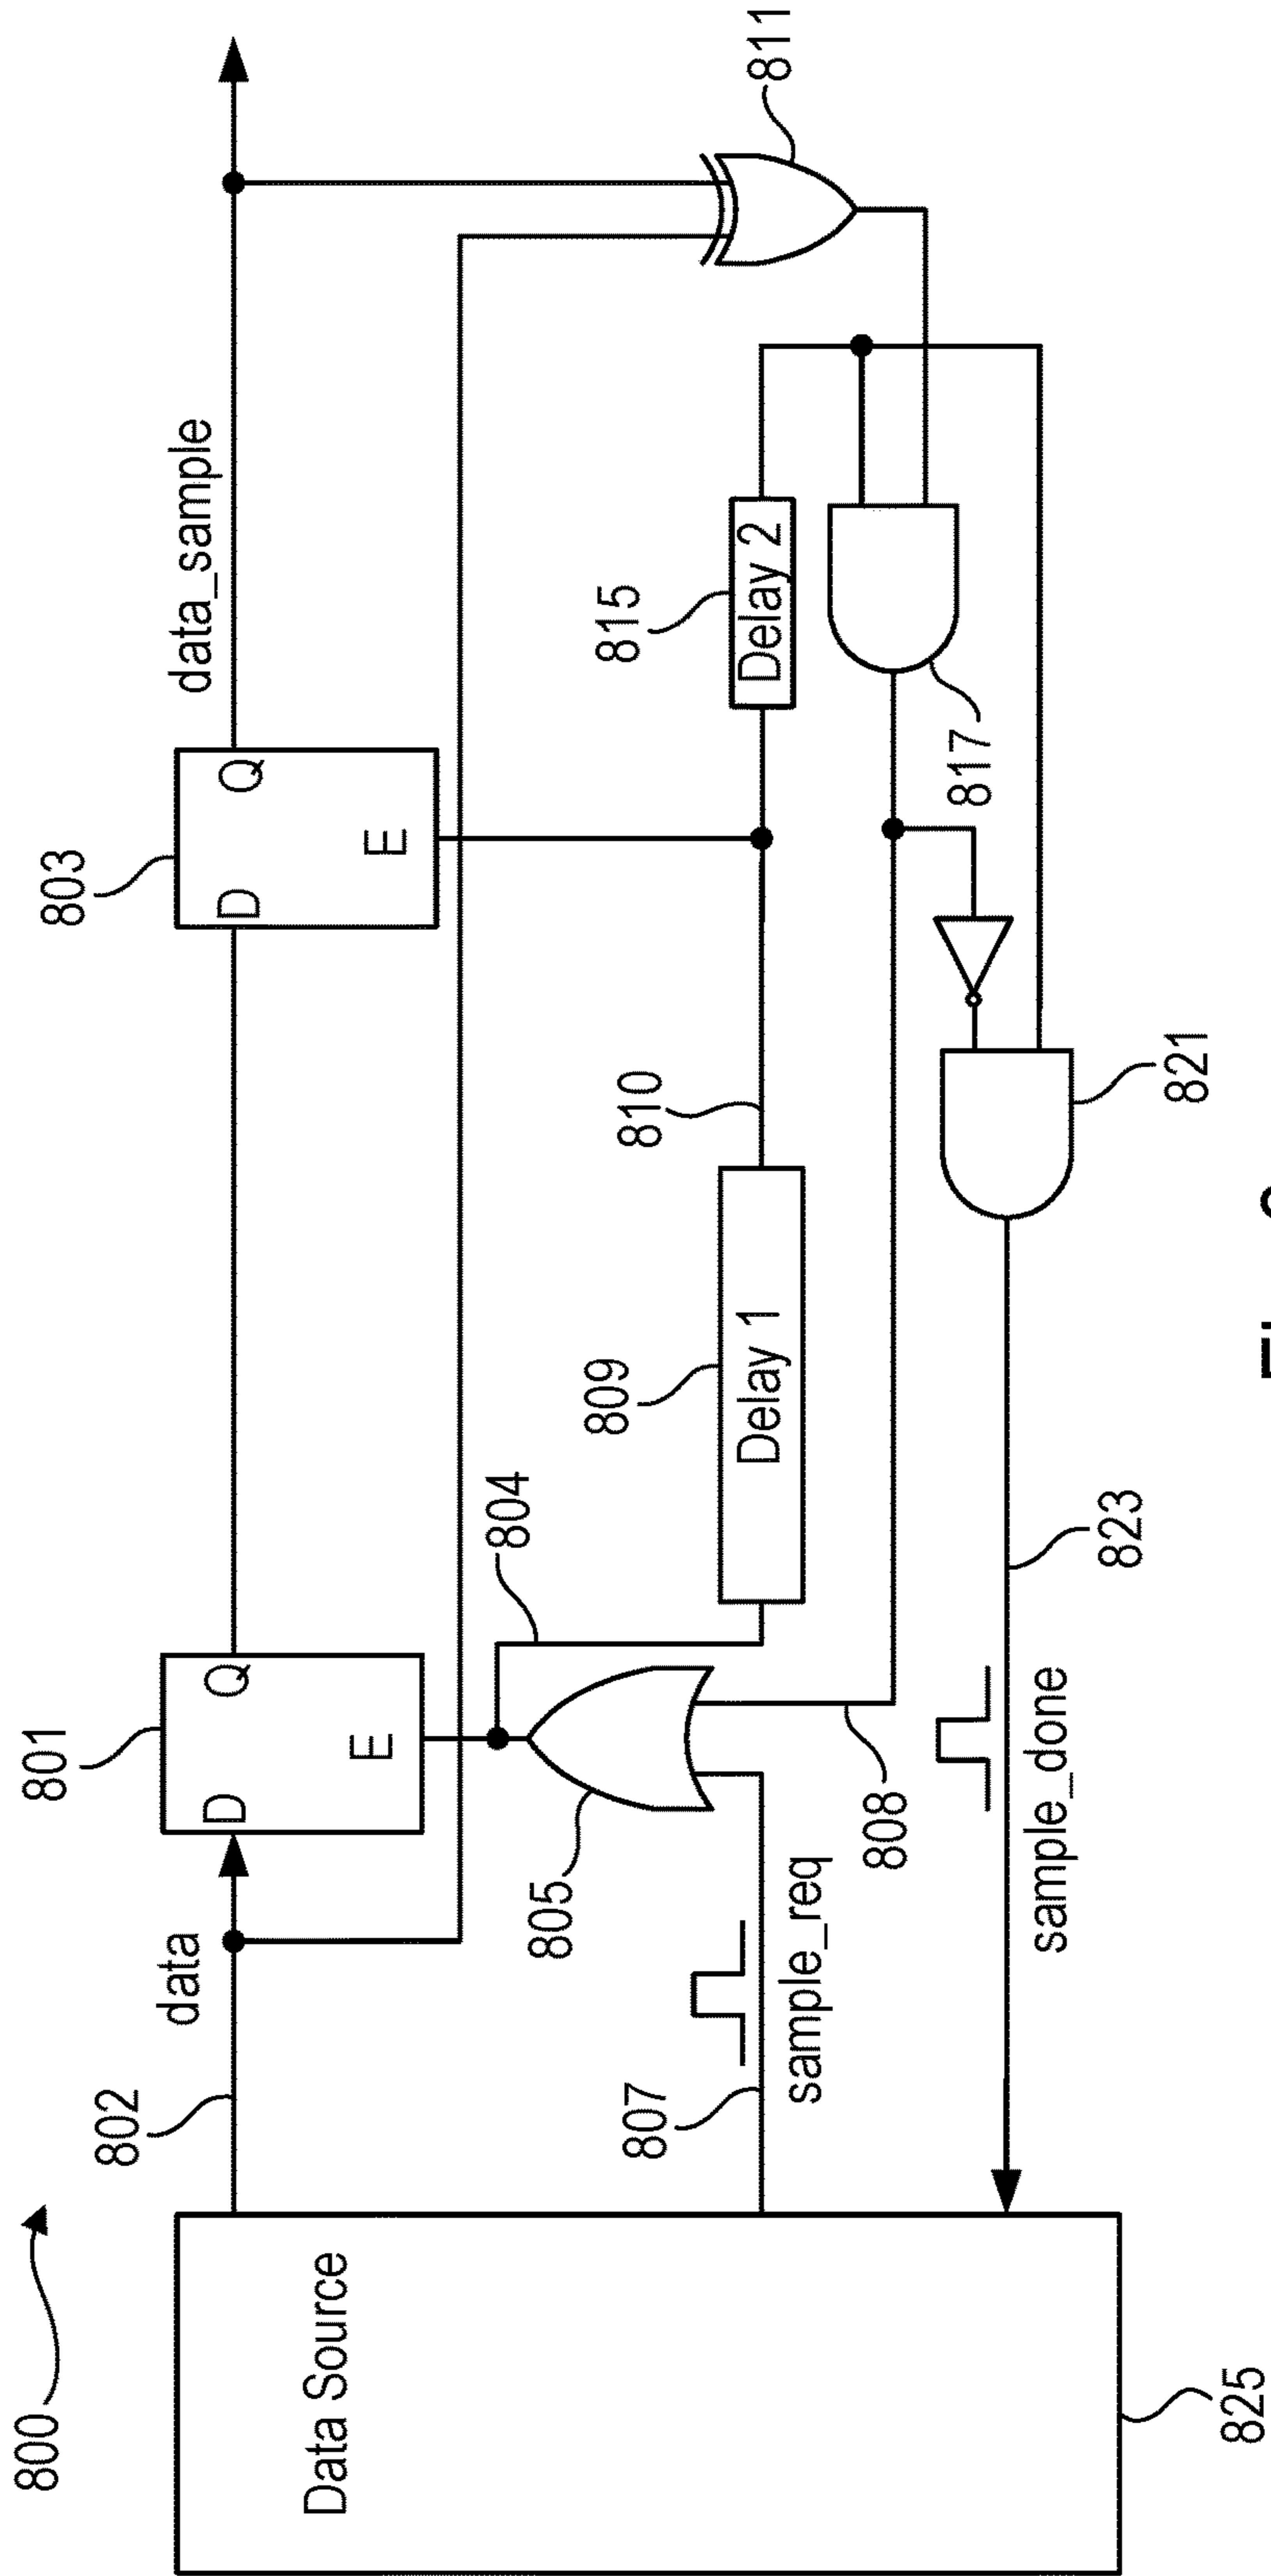 800
802
data
801
D
Q
E
803
D
Q
E
data_sample
Data Source
825
807
sample_req
805
804
808
809
Delay 1
810
815
Delay 2
811
817
821
823
sample_done